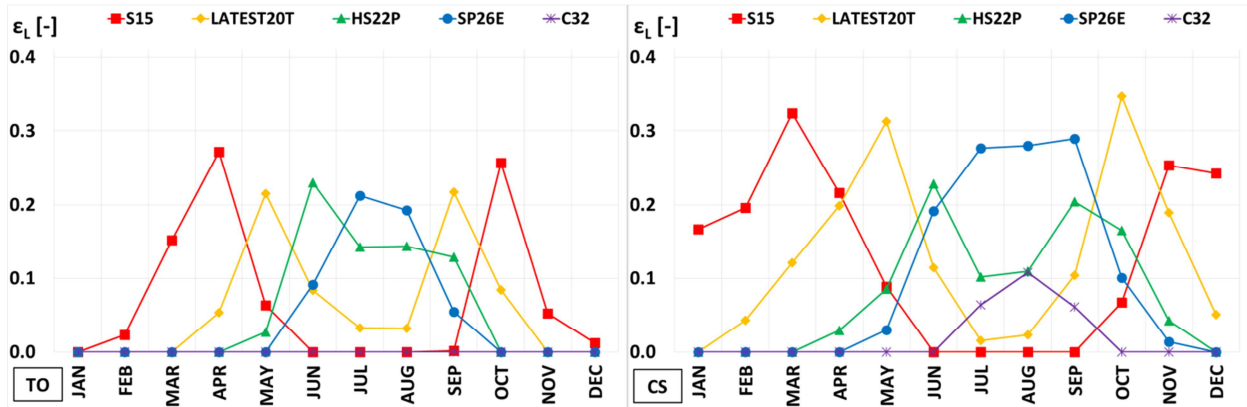 S15 LATEST20T HS22P SP26E C32
ε_L [-]
0.4
0.3
0.2
0.1
0.0
TO
JAN FEB MAR APR MAY JUN JUL AUG SEP OCT NOV DEC
S15 LATEST20T HS22P SP26E C32
ε_L [-]
0.4
0.3
0.2
0.1
0.0
CS
JAN FEB MAR APR MAY JUN JUL AUG SEP OCT NOV DEC